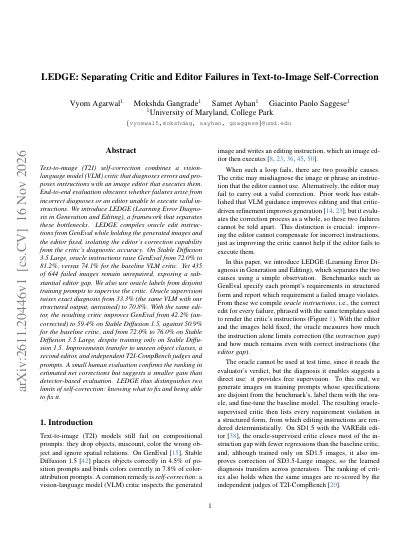 LEDGE: Separating Critic and Editor Failures in Text-to-Image Self-Correction
Vyom Agarwal¹ Mokshda Gangrade¹ Samet Ayhan¹ Giacinto Paolo Saggese¹
¹University of Maryland, College Park
arXiv:2611.20446v1 [cs.CV] 16 Nov 2026
Abstract
Text-to-image (T2I) self-correction combines a vision-
language model (VLM) critic that diagnoses errors and pro-
poses instructions with an image editor that executes them.
End-to-end evaluation obscures whether failures arise from
incorrect diagnoses or an editor unable to execute valid in-
structions. We introduce LEDGE (Learning Error Diagno-
sis in Generation and Editing), a framework that separates
these bottlenecks. LEDGE compiles oracle edit instruc-
tions from GenEval while holding the generated images and
the editor fixed, isolating the editor's correction capability
from the critic's diagnostic accuracy. On Stable Diffusion
3.5 Large, oracle instructions raise GenEval from 72.0% to
81.2%, versus 74.1% for the baseline VLM critic. Yet 435
of 644 failed images remain unrepaired, exposing a sub-
stantial editor gap. We also use oracle labels from disjoint
training prompts to supervise the critic. Oracle supervision
raises exact diagnosis from 33.3% (the same VLM with our
structured output, untrained) to 70.8%. With the same edi-
tor, the resulting critic improves GenEval from 42.2% (un-
corrected) to 59.4% on Stable Diffusion 1.5, against 50.9%
for the baseline critic, and from 72.0% to 76.0% on Stable
Diffusion 3.5 Large, despite training only on Stable Diffu-
sion 1.5. Improvements transfer to unseen object classes, a
second editor, and independent T2I-CompBench judges and
prompts. A small human evaluation confirms the ranking in
estimated net corrections but suggests a smaller gain than
detector-based evaluation. LEDGE thus distinguishes two
limits of self-correction: knowing what to fix and being able
to fix it.
1. Introduction
Text-to-image (T2I) models still fail on compositional
prompts: they drop objects, miscount, color the wrong ob-
ject and ignore spatial relations. On GenEval [15], Stable
Diffusion 1.5 [42] places objects correctly in 4.5% of po-
sition prompts and binds colors correctly in 7.8% of color-
attribution prompts. A common remedy is self-correction: a
vision-language model (VLM) critic inspects the generated
image and writes an editing instruction, which an image ed-
itor then executes [8, 23, 36, 45, 50].
When such a loop fails, there are two possible causes.
The critic may misdiagnose the image or phrase an instruc-
tion that the editor cannot use. Alternatively, the editor may
fail to carry out a valid correction. Prior work has estab-
lished that VLM guidance improves editing and that critic-
driven refinement improves generation [14, 23], but it evalu-
ates the correction process as a whole, so these two failures
cannot be told apart. This distinction is crucial: improv-
ing the editor cannot compensate for incorrect instructions,
just as improving the critic cannot help if the editor fails to
execute them.
In this paper, we introduce LEDGE (Learning Error Di-
agnosis in Generation and Editing), which separates the two
causes using a simple observation. Benchmarks such as
GenEval specify each prompt's requirements in structured
form and report which requirement a failed image violates.
From these we compile oracle instructions, i.e., the correct
edit for every failure, phrased with the same templates used
to render the critic's instructions (Figure 1). With the editor
and the images held fixed, the oracle measures how much
the instruction alone limits correction (the instruction gap)
and how much remains even with correct instructions (the
editor gap).
The oracle cannot be used at test time, since it reads the
evaluator's verdict, but the diagnosis it enables suggests a
direct use: it provides free supervision. To this end, we
generate images on training prompts whose specifications
are disjoint from the benchmark's, label them with the ora-
cle, and fine-tune the baseline model. The resulting oracle-
supervised critic then lists every requirement violation in
a structured form, from which editing instructions are ren-
dered deterministically. On SD1.5 with the VAREdit edi-
tor [38], the oracle-supervised critic closes most of the in-
struction gap with fewer regressions than the baseline critic,
and, although trained only on SD1.5 images, it also im-
proves correction of SD3.5-Large images, so the learned
diagnosis transfers across generators. The ranking of crit-
ics also holds when the same images are re-scored by the
independent judges of T2I-CompBench [20].
1